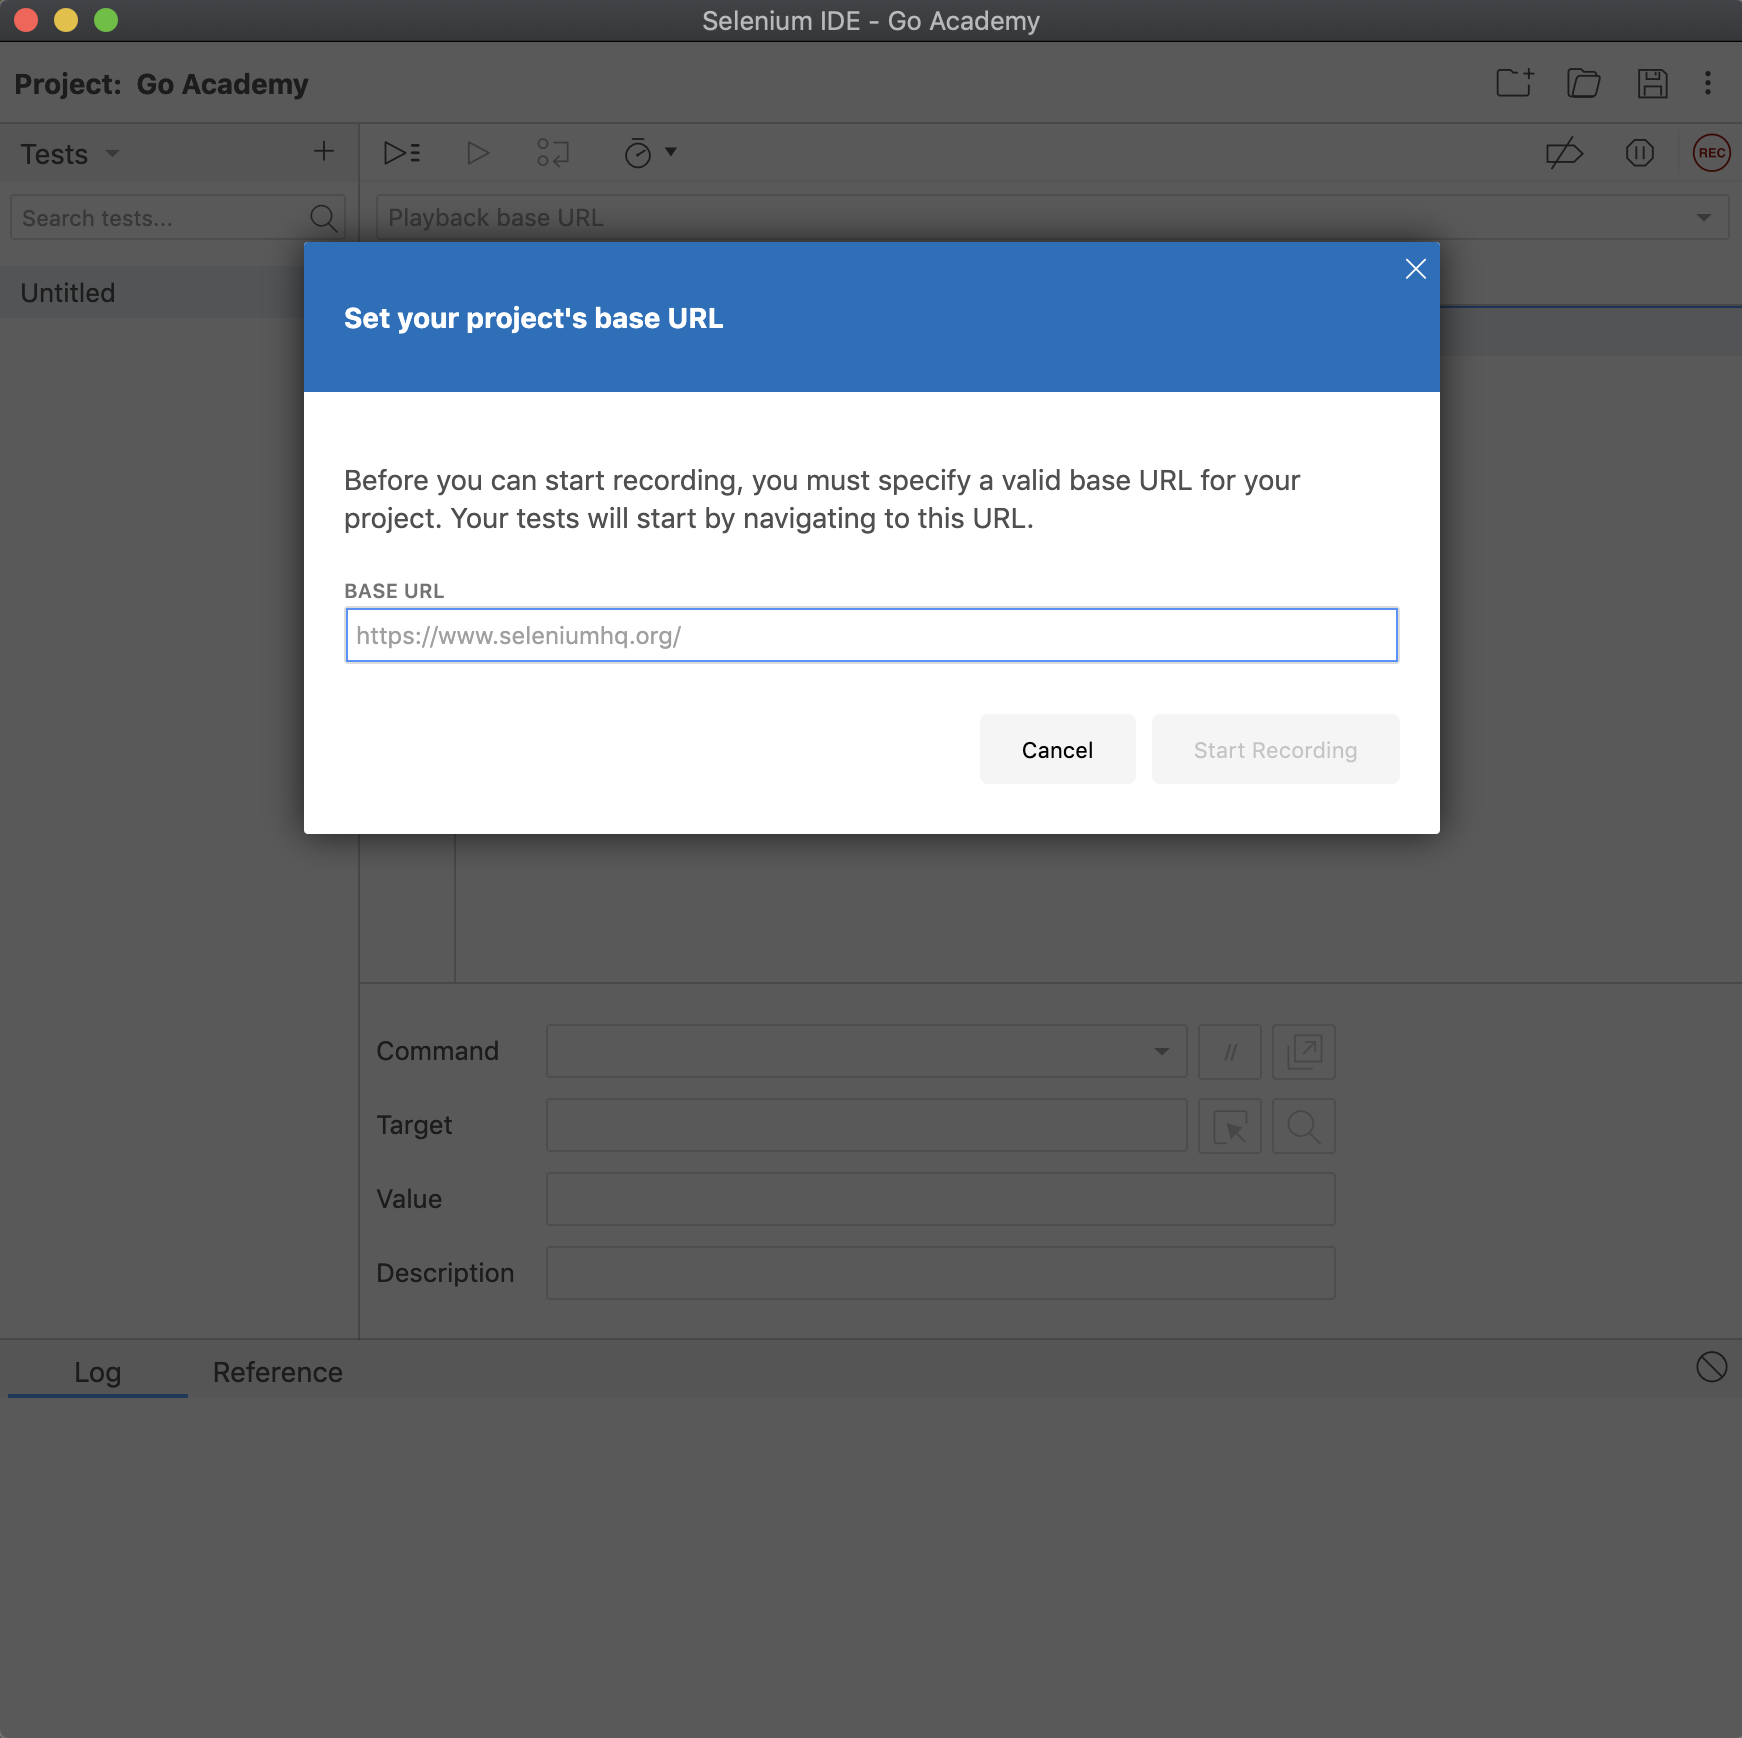 Selenium IDE - Go Academy
Project: Go Academy
Tests
REC
Search tests...
Playback base URL
Untitled
Set your project's base URL
Before you can start recording, you must specify a valid base URL for your
project. Your tests will start by navigating to this URL.
BASE URL
https://www.seleniumhq.org/
Cancel
Start Recording
Command
//
Target
Value
Description
Log
Reference